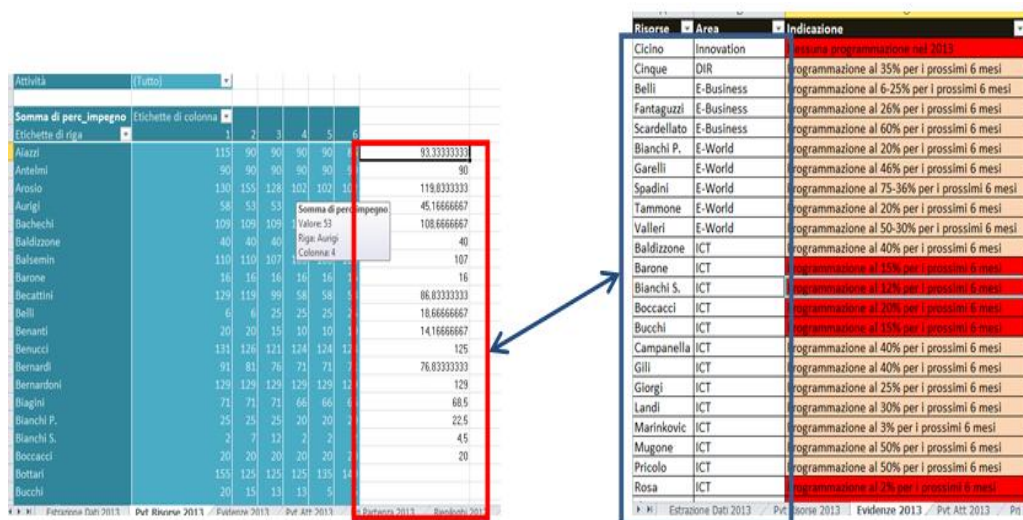 Attività (Tutto)
Somma di perc_impegno Etichette di colonna
Etichette di riga 1 2 3 4 5 6
Aiazzi 115 90 90 90 90 93,33333333
Antelmi 90 90 90 90 90 90
Arosio 130 155 128 102 102 119,8333333
Aurigi 58 53 53 45,16666667
Bachechi 109 109 109 108,6666667
Baldizzone 40 40 40 40
Balsemin 110 110 107 107
Barone 16 16 16 16 16 16
Becattini 129 119 99 58 58 86,83333333
Belli 6 6 25 25 25 18,66666667
Benanti 20 20 15 10 10 14,16666667
Benucci 131 126 121 124 124 125
Bernardi 91 81 76 71 71 76,83333333
Bernardoni 129 129 129 129 129 129
Biagini 71 71 71 66 66 68,5
Bianchi P. 25 25 25 20 20 22,5
Bianchi S. 2 7 12 2 2 4,5
Boccacci 20 20 20 20 20 20
Bottari 155 125 125 125 135
Bucchi 20 15 13 13 5
Somma di perc_impegno
Valore: 53
Riga: Aurigi
Colonna: 4
Estrazione Dati 2013 Pvt Risorse 2013 Evidenze 2013 Pvt Att 2013 Partenza 2013 Riepiloghi 2013
Risorse Area Indicazione
Cicino Innovation Nessuna programmazione nel 2013
Cinque DIR Programmazione al 35% per i prossimi 6 mesi
Belli E-Business Programmazione al 6-25% per i prossimi 6 mesi
Fantaguzzi E-Business Programmazione al 26% per i prossimi 6 mesi
Scardellato E-Business Programmazione al 60% per i prossimi 6 mesi
Bianchi P. E-World Programmazione al 20% per i prossimi 6 mesi
Garelli E-World Programmazione al 46% per i prossimi 6 mesi
Spadini E-World Programmazione al 75-36% per i prossimi 6 mesi
Tammone E-World Programmazione al 20% per i prossimi 6 mesi
Valleri E-World Programmazione al 50-30% per i prossimi 6 mesi
Baldizzone ICT Programmazione al 40% per i prossimi 6 mesi
Barone ICT Programmazione al 15% per i prossimi 6 mesi
Bianchi S. ICT Programmazione al 12% per i prossimi 6 mesi
Boccacci ICT Programmazione al 20% per i prossimi 6 mesi
Bucchi ICT Programmazione al 15% per i prossimi 6 mesi
Campanella ICT Programmazione al 40% per i prossimi 6 mesi
Gili ICT Programmazione al 40% per i prossimi 6 mesi
Giorgi ICT Programmazione al 25% per i prossimi 6 mesi
Landi ICT Programmazione al 30% per i prossimi 6 mesi
Marinkovic ICT Programmazione al 3% per i prossimi 6 mesi
Mugone ICT Programmazione al 50% per i prossimi 6 mesi
Pricolo ICT Programmazione al 50% per i prossimi 6 mesi
Rosa ICT Programmazione al 2% per i prossimi 6 mesi
Estrazione Dati 2013 Pvt Risorse 2013 Evidenze 2013 Pvt Att 2013